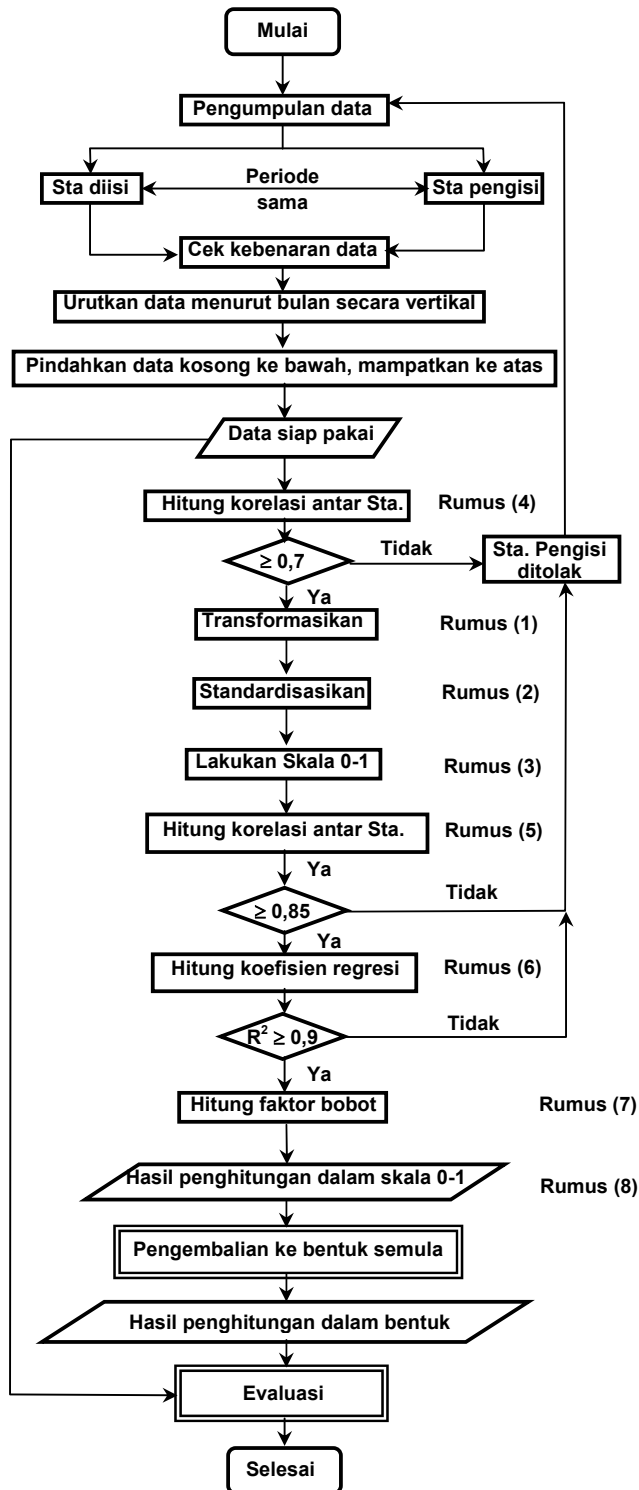 Mulai
Pengumpulan data
Sta diisi
Periode
sama
Sta pengisi
Cek kebenaran data
Urutkan data menurut bulan secara vertikal
Pindahkan data kosong ke bawah, mampatkan ke atas
Data siap pakai
Hitung korelasi antar Sta.
Rumus (4)
≥ 0,7
Tidak
Sta. Pengisi
ditolak
Ya
Transformasikan
Rumus (1)
Standardisasikan
Rumus (2)
Lakukan Skala 0-1
Rumus (3)
Hitung korelasi antar Sta.
Rumus (5)
Ya
≥ 0,85
Tidak
Ya
Hitung koefisien regresi
Rumus (6)
R² ≥ 0,9
Tidak
Ya
Hitung faktor bobot
Rumus (7)
Hasil penghitungan dalam skala 0-1
Rumus (8)
Pengembalian ke bentuk semula
Hasil penghitungan dalam bentuk
Evaluasi
Selesai